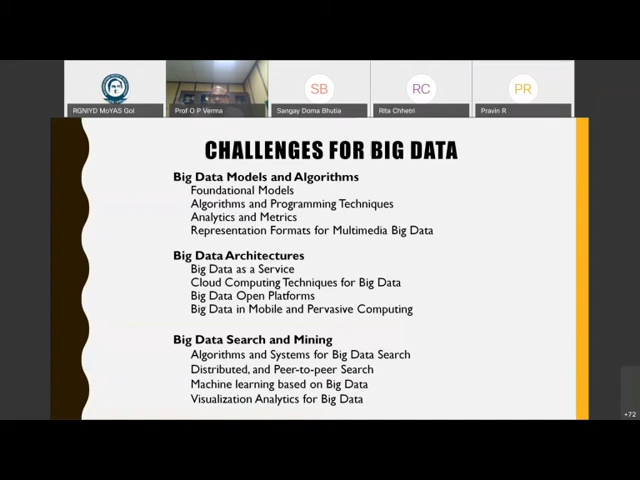 SB
RC
PR
RGNIYD MoYAS GoI
Prof O P Verma
Sangay Doma Bhutia
Rita Chhetri
Pravin R
CHALLENGES FOR BIG DATA
Big Data Models and Algorithms
Foundational Models
Algorithms and Programming Techniques
Analytics and Metrics
Representation Formats for Multimedia Big Data
Big Data Architectures
Big Data as a Service
Cloud Computing Techniques for Big Data
Big Data Open Platforms
Big Data in Mobile and Pervasive Computing
Big Data Search and Mining
Algorithms and Systems for Big Data Search
Distributed, and Peer-to-peer Search
Machine learning based on Big Data
Visualization Analytics for Big Data
+72